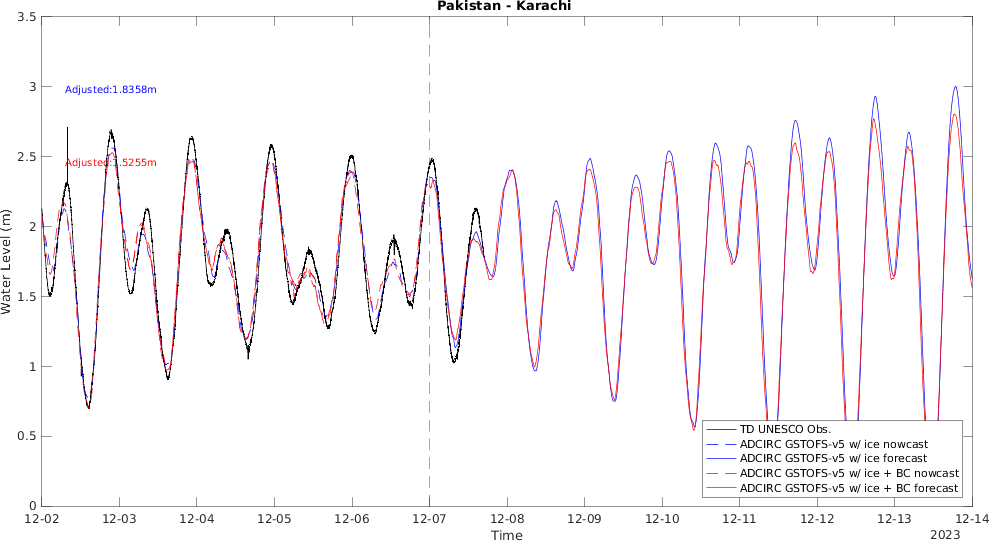 Pakistan - Karachi
3.5
3
2.5
2
1.5
1
0.5
0
Water Level (m)
Adjusted:1.8358m
Adjusted:1.5255m
TD UNESCO Obs.
ADCIRC GSTOFS-v5 w/ ice nowcast
ADCIRC GSTOFS-v5 w/ ice forecast
ADCIRC GSTOFS-v5 w/ ice + BC nowcast
ADCIRC GSTOFS-v5 w/ ice + BC forecast
12-02 12-03 12-04 12-05 12-06 12-07 12-08 12-09 12-10 12-11 12-12 12-13 12-14
Time
2023